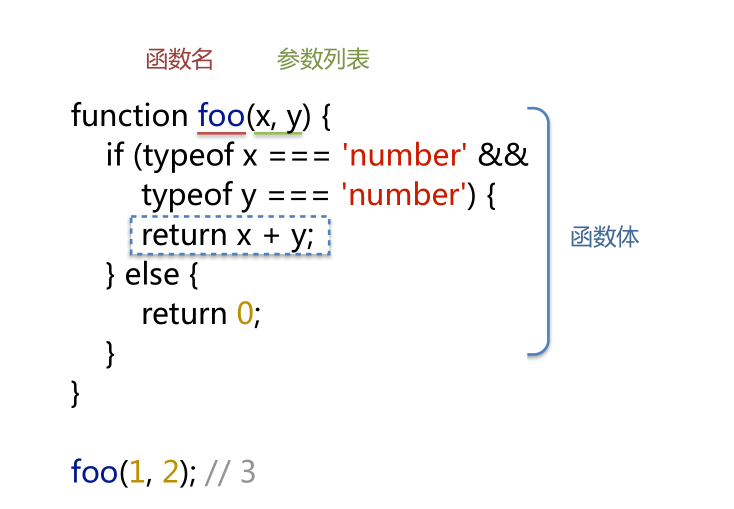 函数名 参数列表
function foo(x, y) {
if (typeof x === 'number' &&
typeof y === 'number') {
return x + y;
函数体
} else {
return 0;
}
}
foo(1, 2); // 3